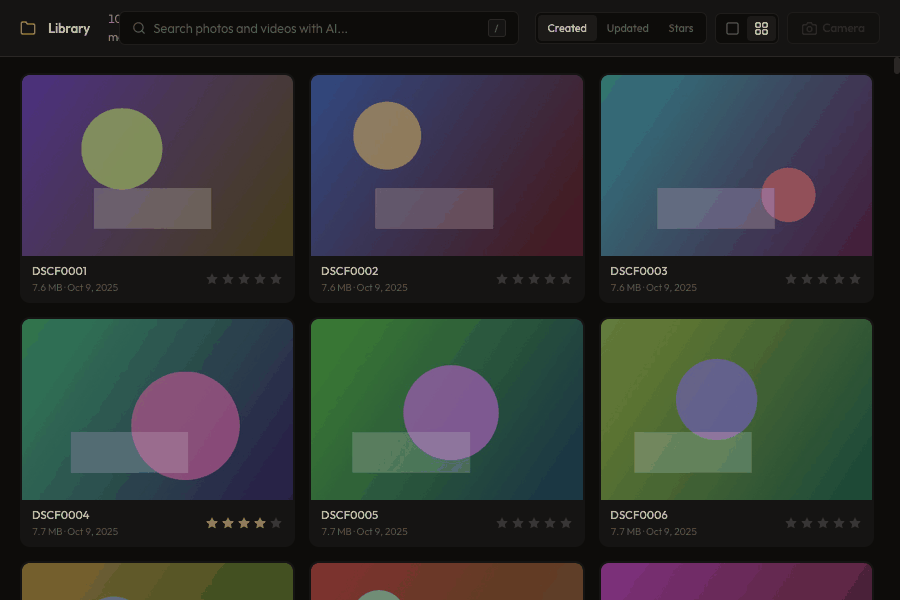 Library
Search photos and videos with AI...
/
Created
Updated
Stars
Camera
DSCF0001
7.6 MB·Oct 9, 2025
DSCF0002
7.6 MB·Oct 9, 2025
DSCF0003
7.6 MB·Oct 9, 2025
DSCF0004
7.7 MB·Oct 9, 2025
DSCF0005
7.7 MB·Oct 9, 2025
DSCF0006
7.7 MB·Oct 9, 2025